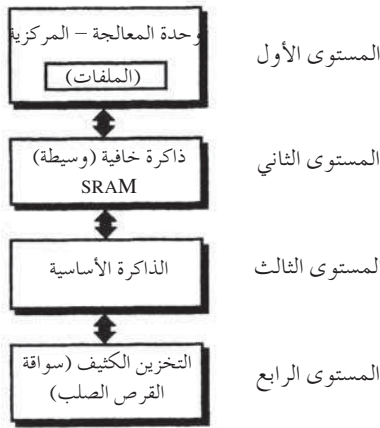 وحدة المعالجة – المركزية
(الملفات)
المستوى الأول
ذاكرة خافية (وسيطة)
SRAM
المستوى الثاني
الذاكرة الأساسية
لمستوى الثالث
التخزين الكثيف (سواقة
القرص الصلب)
المستوى الرابع